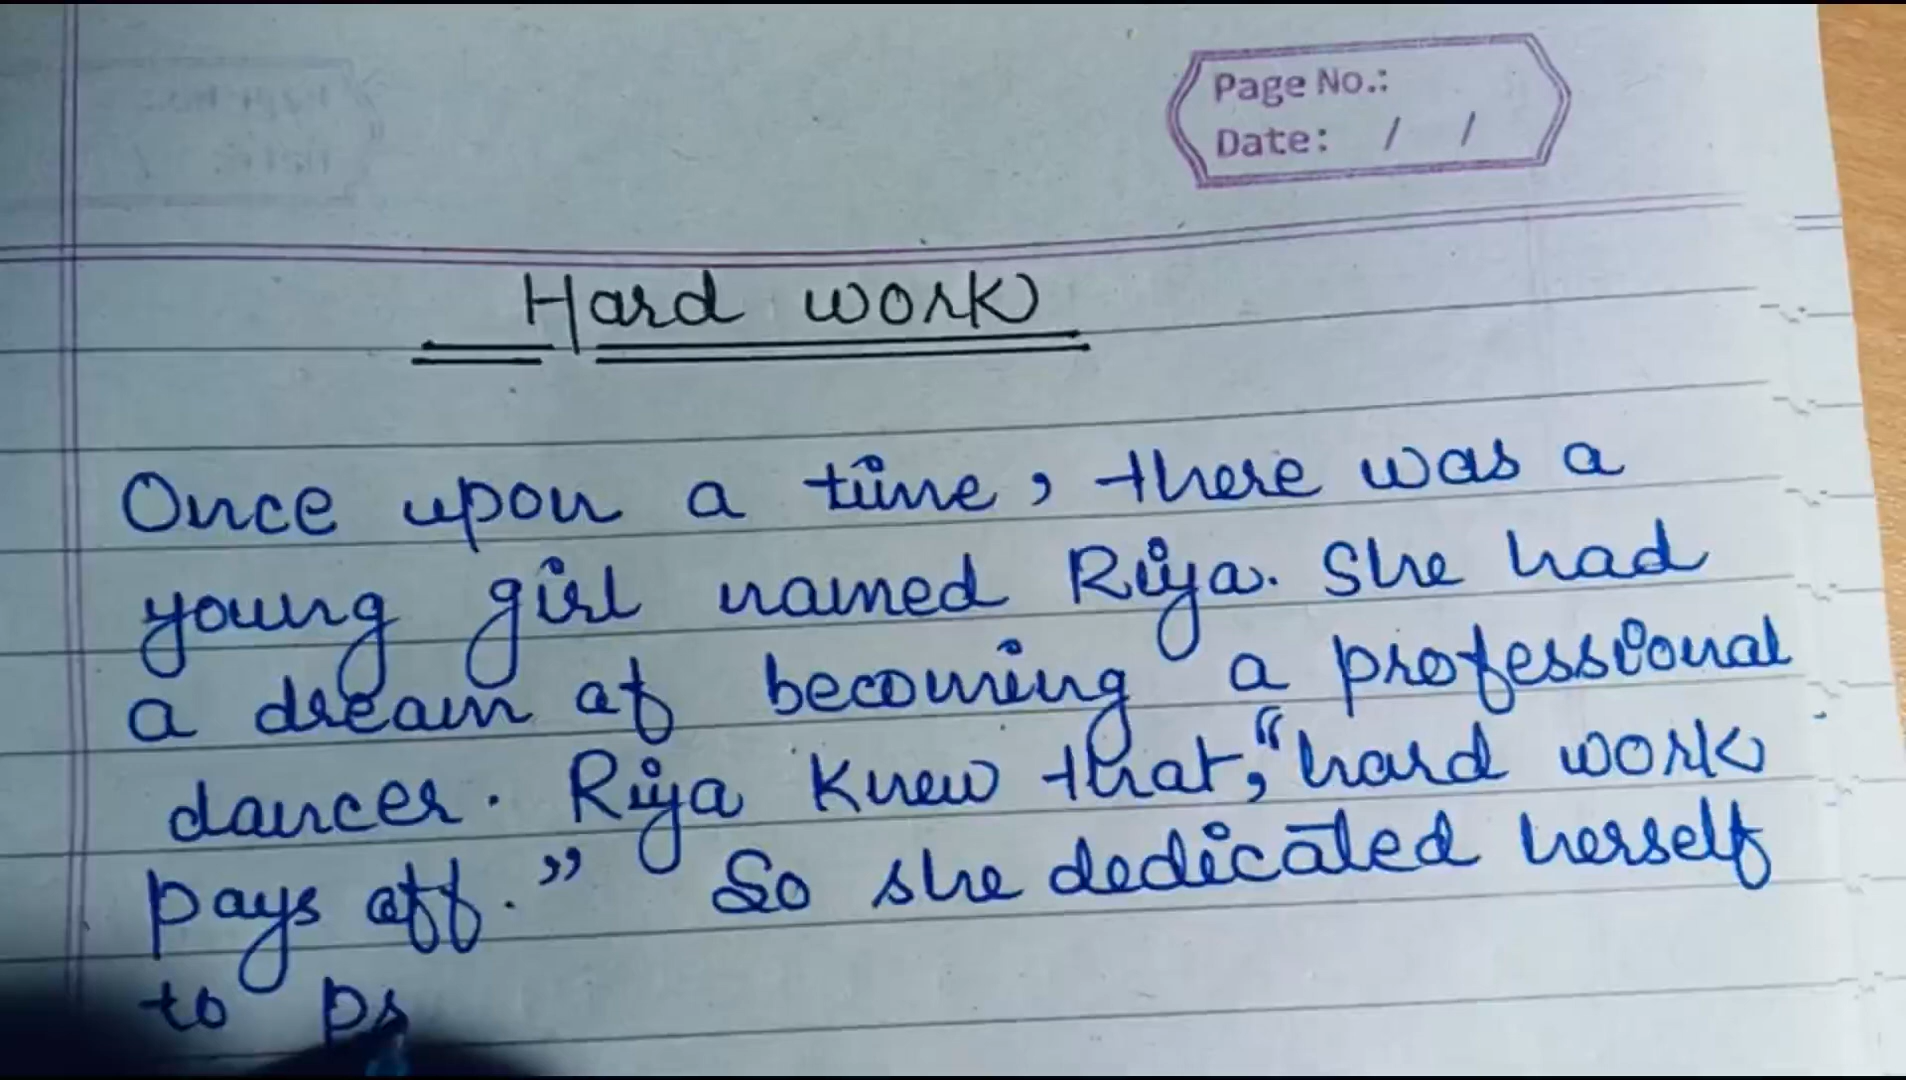 Page No.:
Date: / /
Hard work
Once upon a time, there was a
young girl named Riya. She had
a dream of becoming a professional
dancer. Riya knew that, "hard work
pays off." So she dedicated herself
to